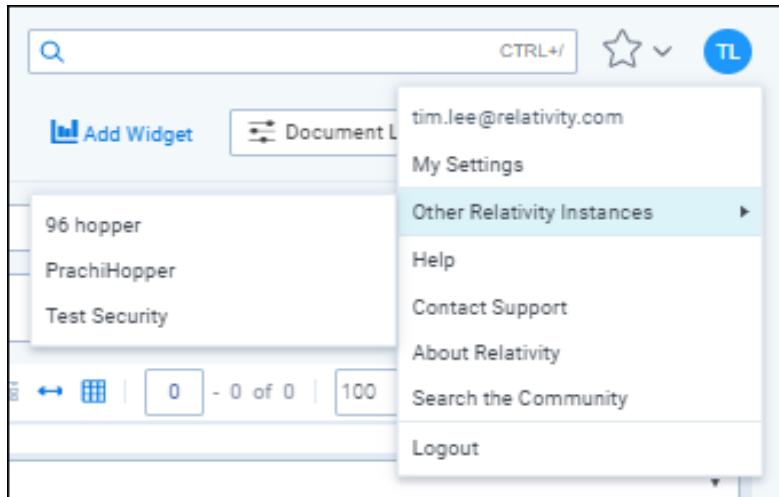 CTRL+/
TL
Add Widget
Document L
tim.lee@relativity.com
My Settings
Other Relativity Instances
Help
Contact Support
About Relativity
Search the Community
Logout
96 hopper
PrachiHopper
Test Security
0 - 0 of 0
100